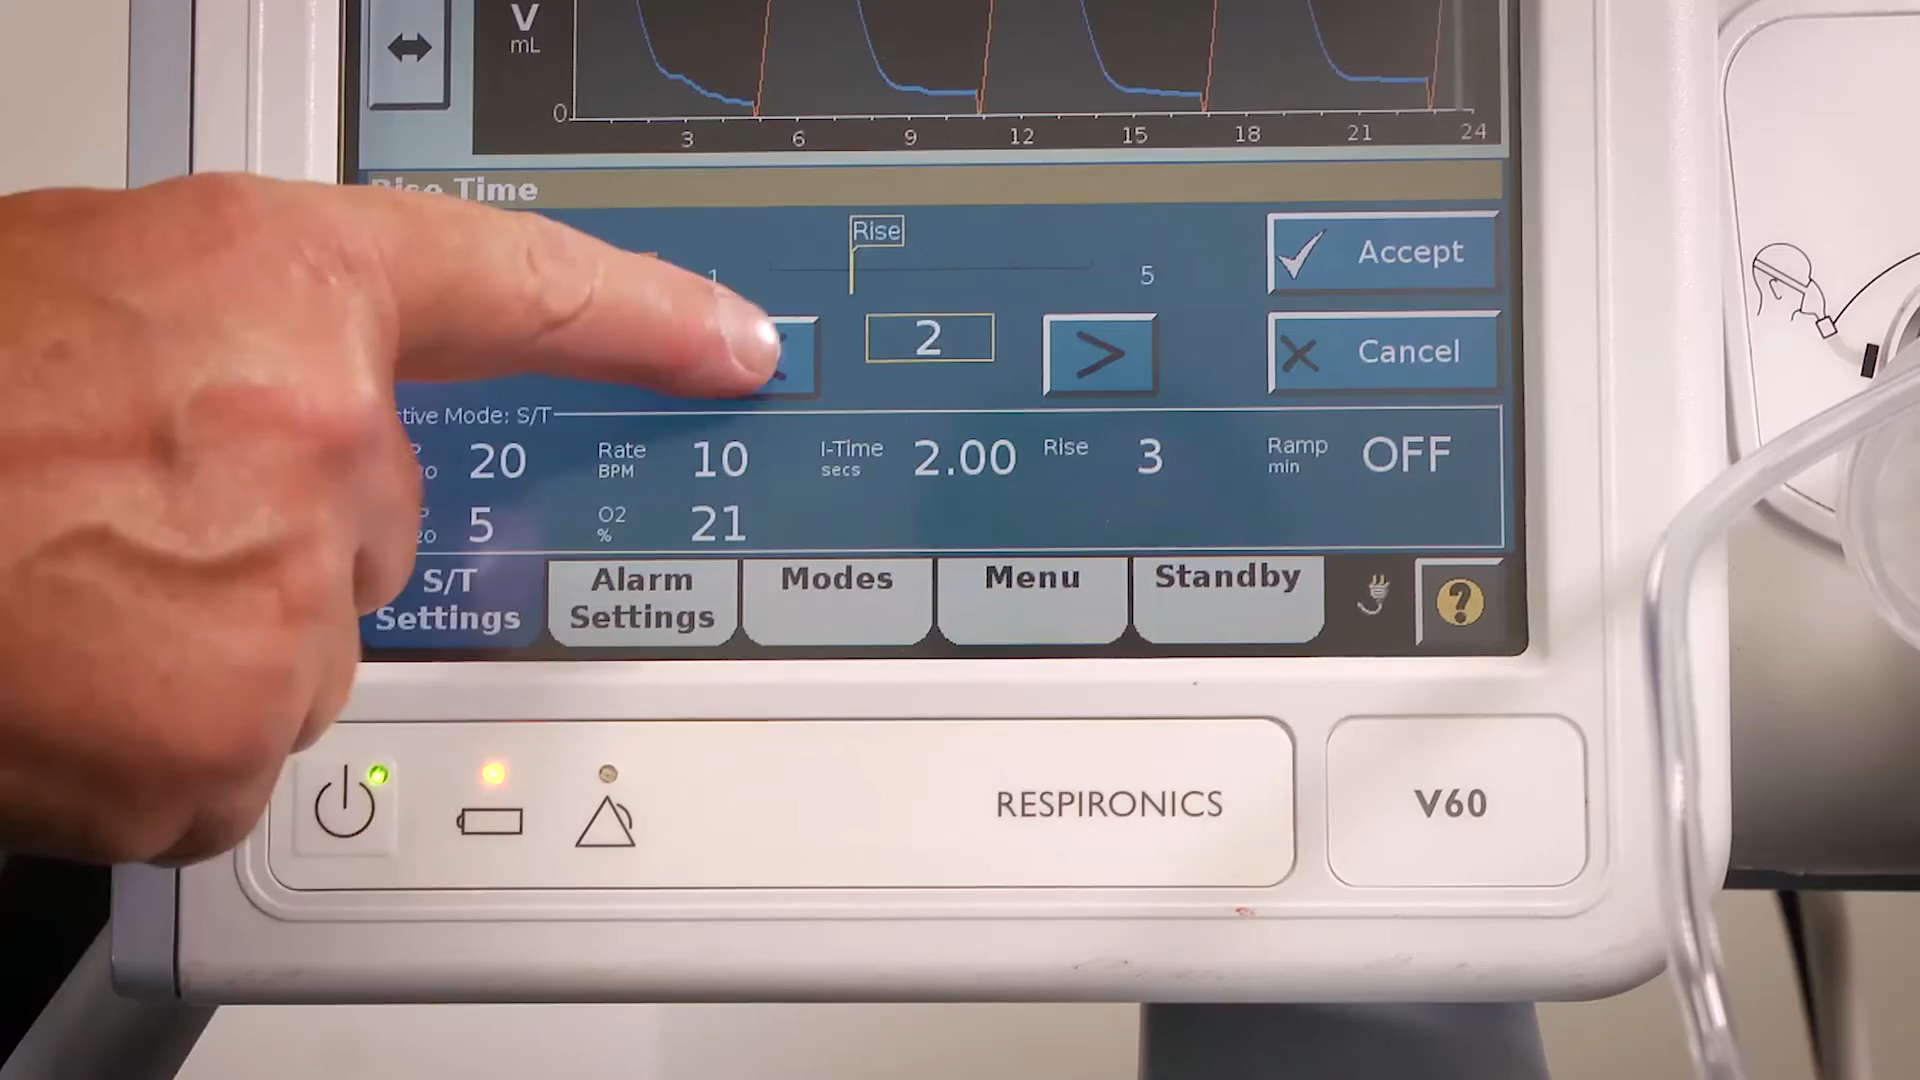 V
mL
0
3 6 9 12 15 18 21 24
Rise Time
Rise
1 5
Accept
2
Cancel
Mode: S/T
20 Rate BPM 10 I-Time secs 2.00 Rise 3 Ramp min OFF
5 O2 % 21
S/T Settings
Alarm Settings
Modes
Menu
Standby
?
RESPIRONICS
V60